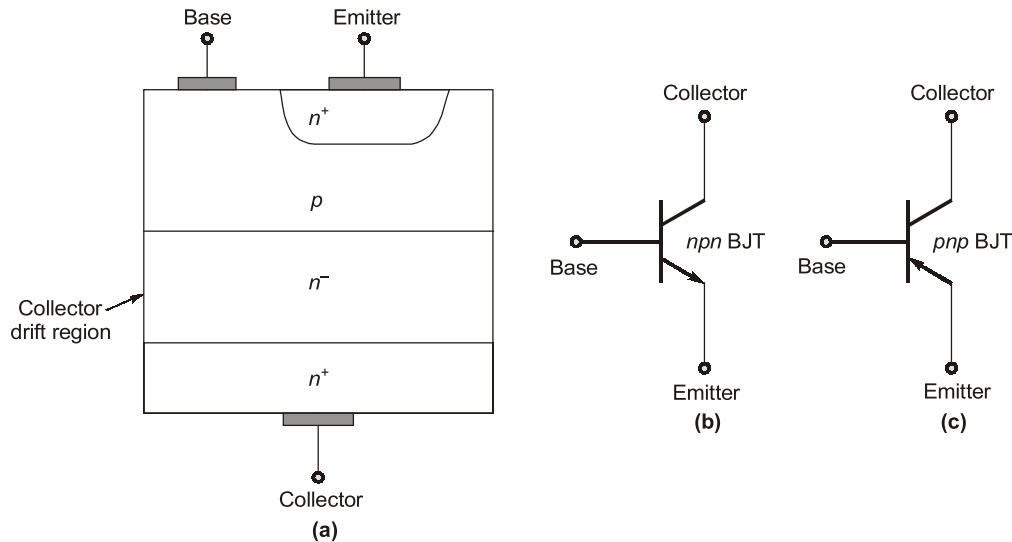 Base
Emitter
n+
p
n–
Collector
drift region
n+
Collector
(a)
Collector
Base
npn BJT
Emitter
(b)
Collector
Base
pnp BJT
Emitter
(c)